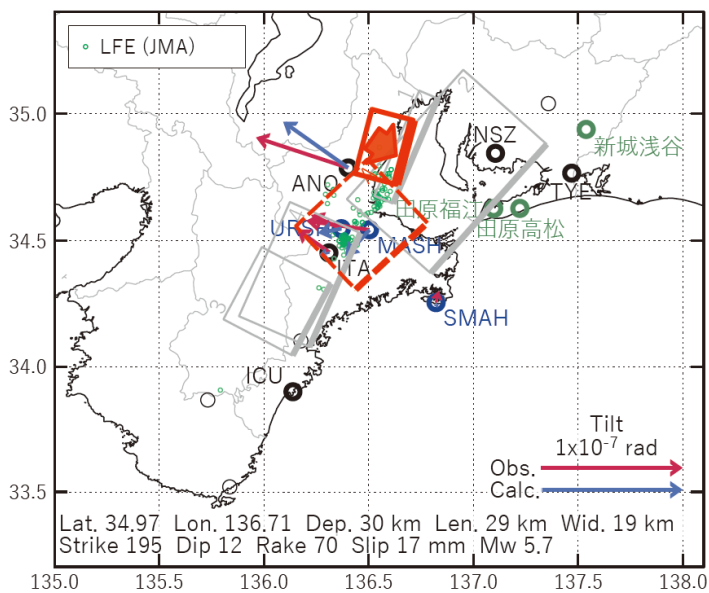 LFE (JMA)
35.0
NSZ
新城浅谷
ANO
TYE
田原福江
田原高松
URSH
MASH
34.5
ITA
SMAH
34.0
ICU
Tilt
1x10-7 rad
Obs.
Calc.
33.5
Lat. 34.97 Lon. 136.71 Dep. 30 km Len. 29 km Wid. 19 km
Strike 195 Dip 12 Rake 70 Slip 17 mm Mw 5.7
135.0 135.5 136.0 136.5 137.0 137.5 138.0